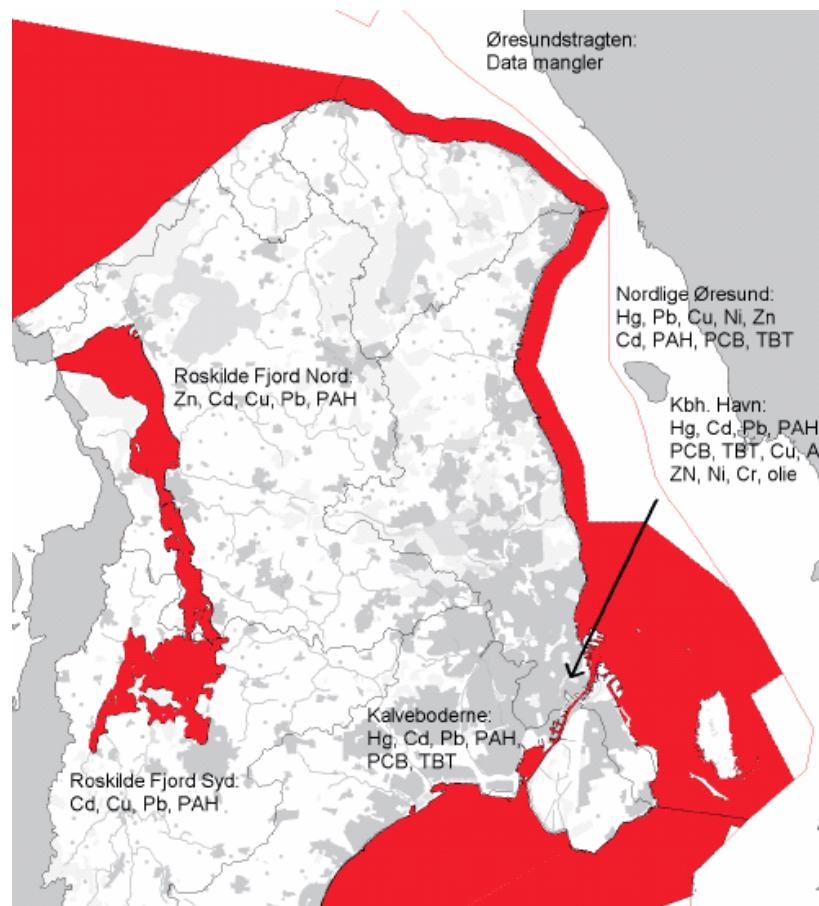 Øresundstragten:
Data mangler
Nordlige Øresund:
Hg, Pb, Cu, Ni, Zn
Cd, PAH, PCB, TBT
Roskilde Fjord Nord:
Zn, Cd, Cu, Pb, PAH
Kbh. Havn:
Hg, Cd, Pb, PAH
PCB, TBT, Cu, A
ZN, Ni, Cr, olie
Kalveboderne:
Hg, Cd, Pb, PAH,
PCB, TBT
Roskilde Fjord Syd:
Cd, Cu, Pb, PAH